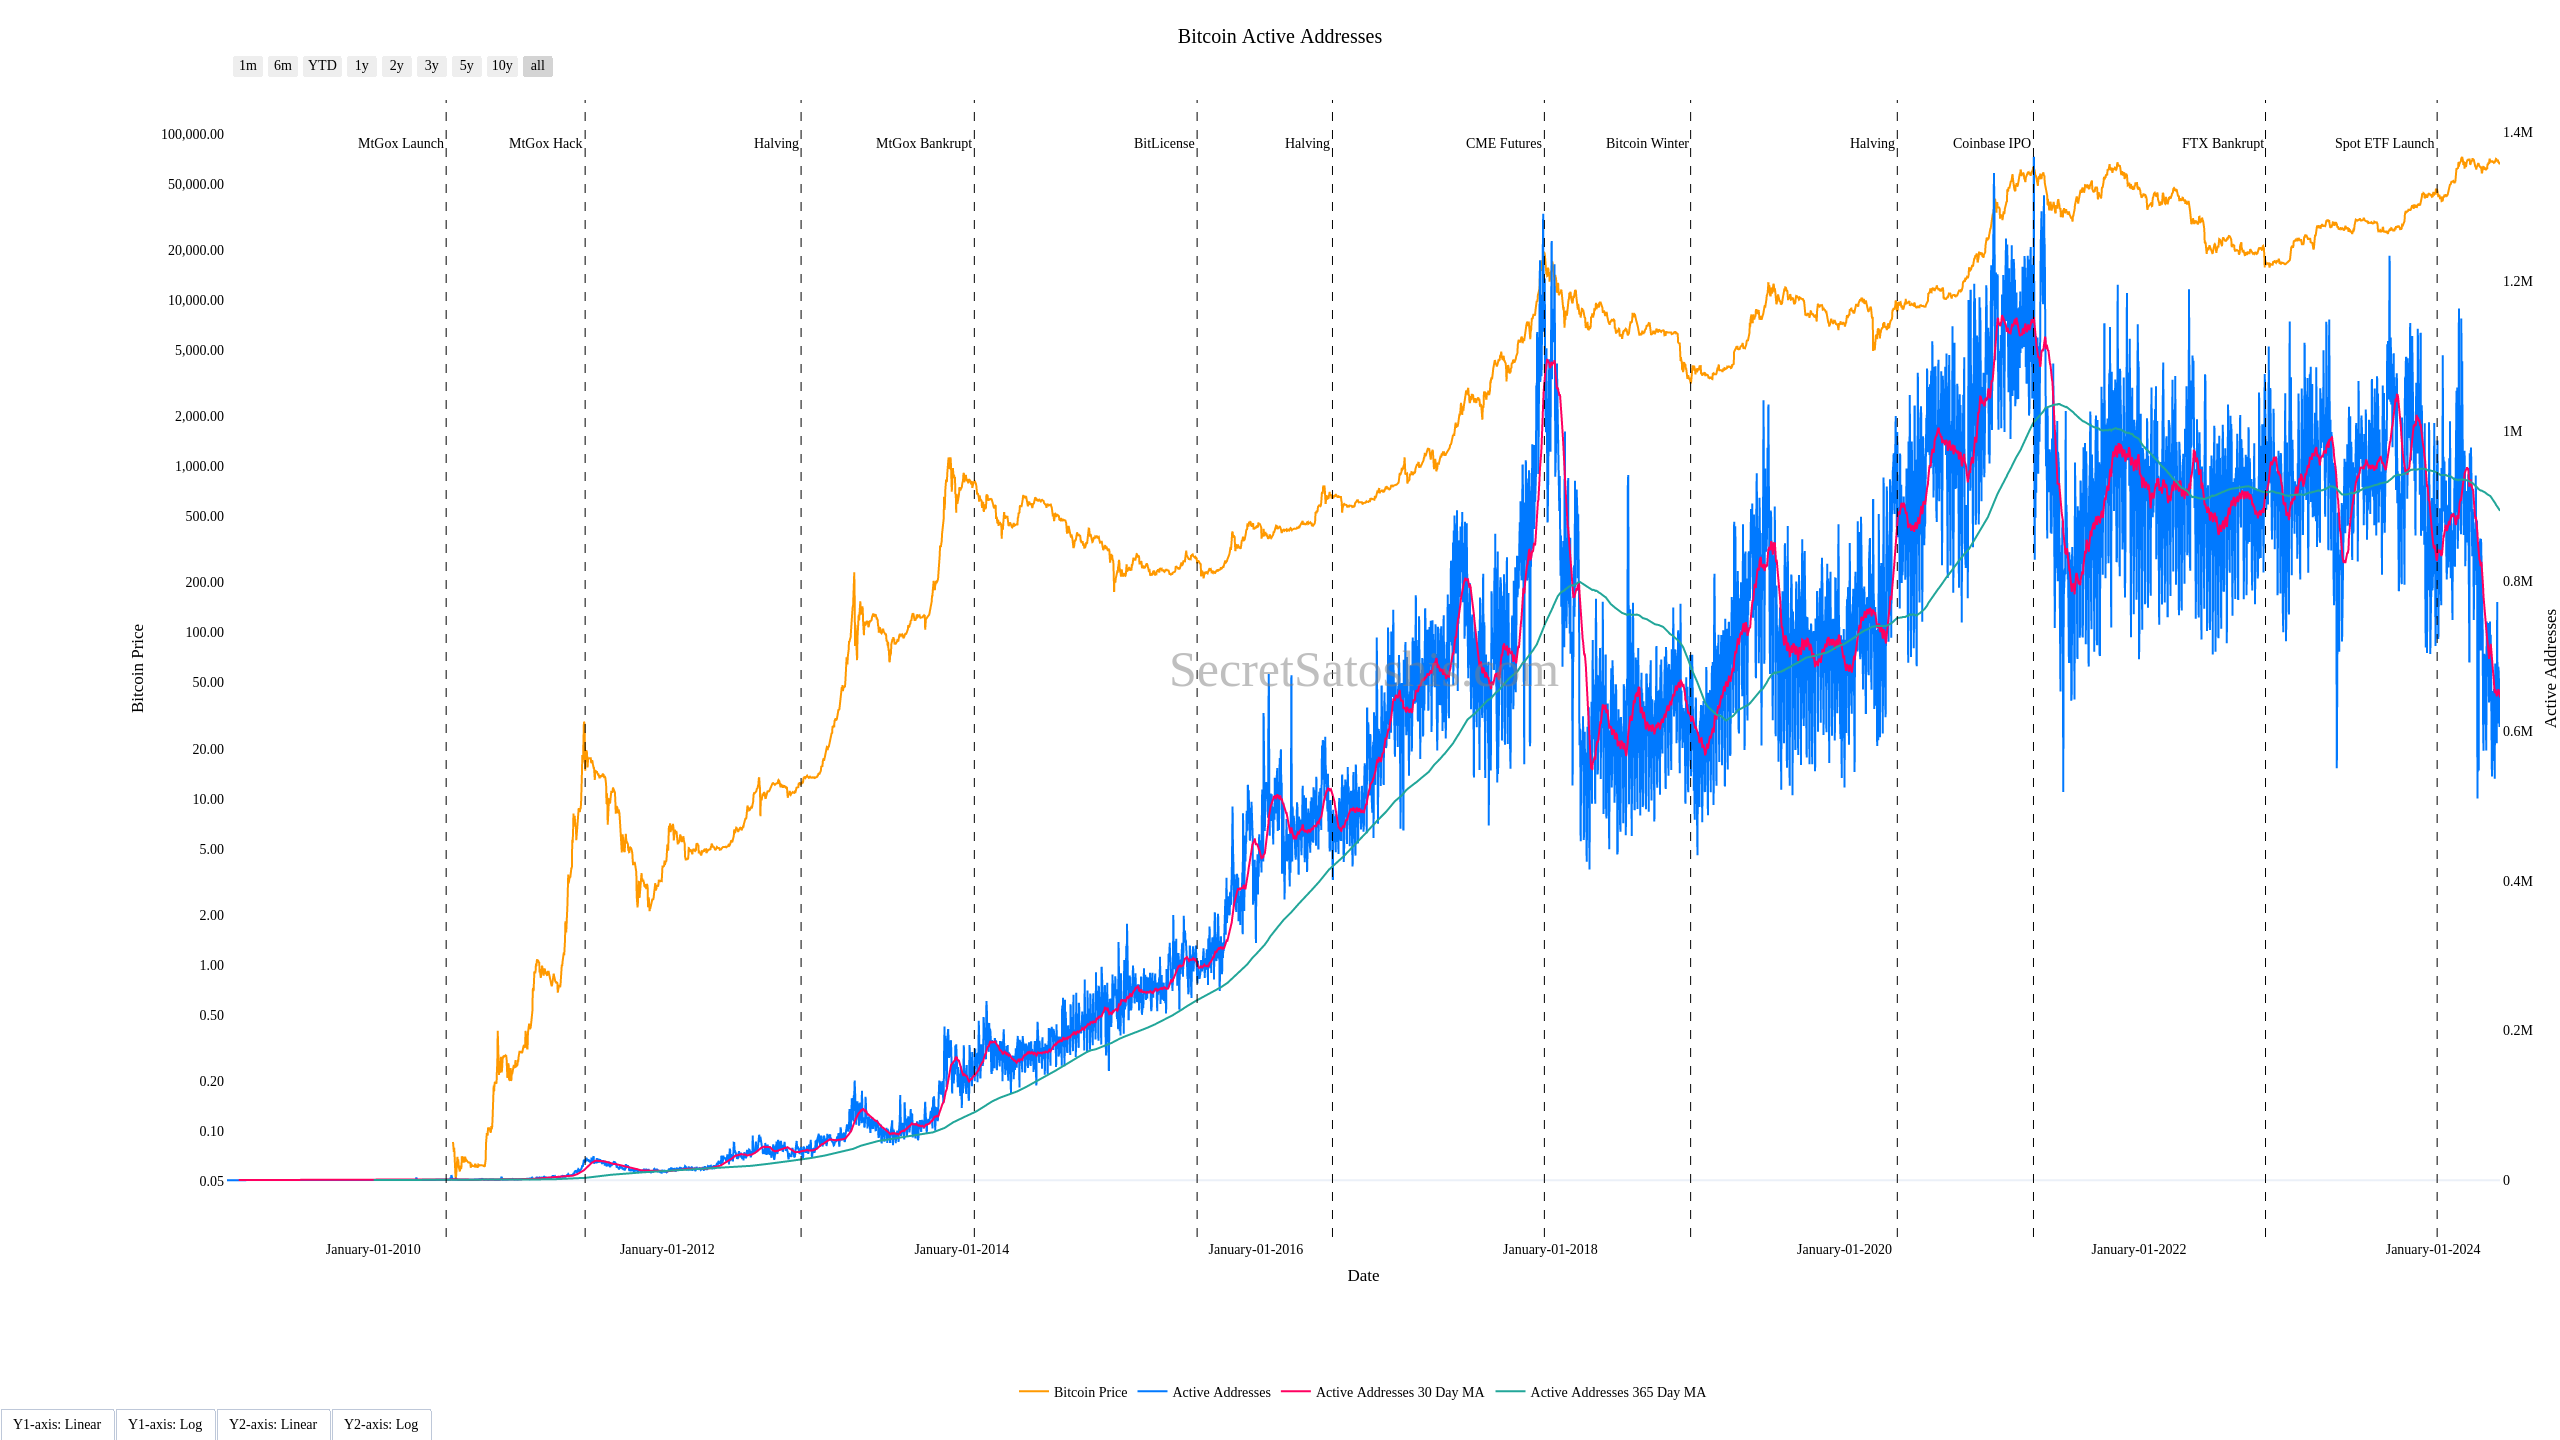 Bitcoin Active Addresses
1m 6m YTD 1y 2y 3y 5y 10y all
MtGox Launch MtGox Hack Halving MtGox Bankrupt BitLicense Halving CME Futures Bitcoin Winter Halving Coinbase IPO FTX Bankrupt Spot ETF Launch
100,000.00
50,000.00
20,000.00
10,000.00
5,000.00
2,000.00
1,000.00
500.00
200.00
100.00
50.00
20.00
10.00
5.00
2.00
1.00
0.50
0.20
0.10
0.05
Bitcoin Price
SecretSatoshis.com
1.4M
1.2M
1M
0.8M
0.6M
0.4M
0.2M
0
Active Addresses
January-01-2010 January-01-2012 January-01-2014 January-01-2016 January-01-2018 January-01-2020 January-01-2022 January-01-2024
Date
Bitcoin Price Active Addresses Active Addresses 30 Day MA Active Addresses 365 Day MA
Y1-axis: Linear Y1-axis: Log Y2-axis: Linear Y2-axis: Log